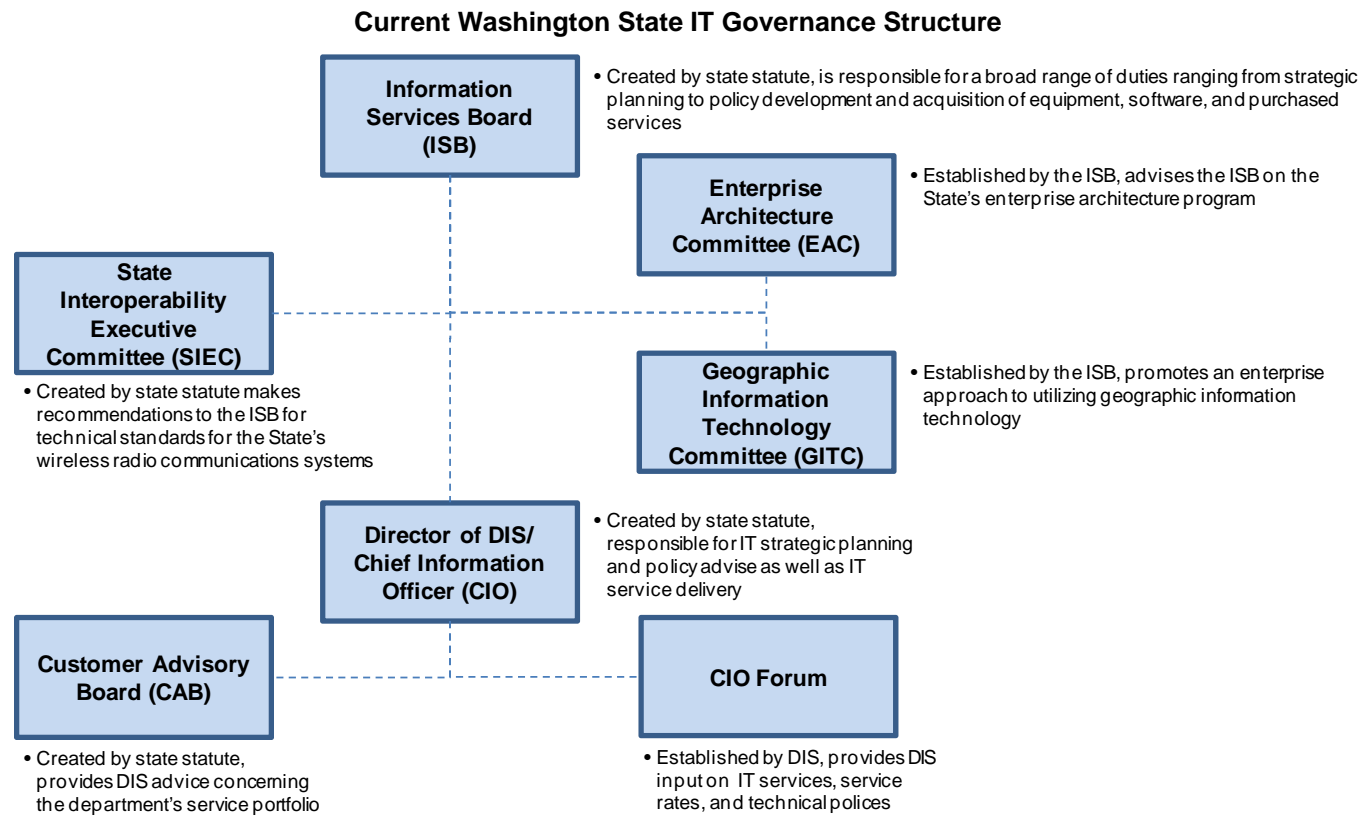 Current Washington State IT Governance Structure
Information
Services Board
(ISB)
• Created by state statute, is responsible for a broad range of duties ranging from strategic
planning to policy development and acquisition of equipment, software, and purchased
services
Enterprise
Architecture
Committee (EAC)
• Established by the ISB, advises the ISB on the
State's enterprise architecture program
State
Interoperability
Executive
Committee (SIEC)
• Created by state statute makes
recommendations to the ISB for
technical standards for the State's
wireless radio communications systems
Geographic
Information
Technology
Committee (GITC)
• Established by the ISB, promotes an enterprise
approach to utilizing geographic information
technology
Director of DIS/
Chief Information
Officer (CIO)
• Created by state statute,
responsible for IT strategic planning
and policy advise as well as IT
service delivery
Customer Advisory
Board (CAB)
• Created by state statute,
provides DIS advice concerning
the department's service portfolio
CIO Forum
• Established by DIS, provides DIS
input on IT services, service
rates, and technical polices